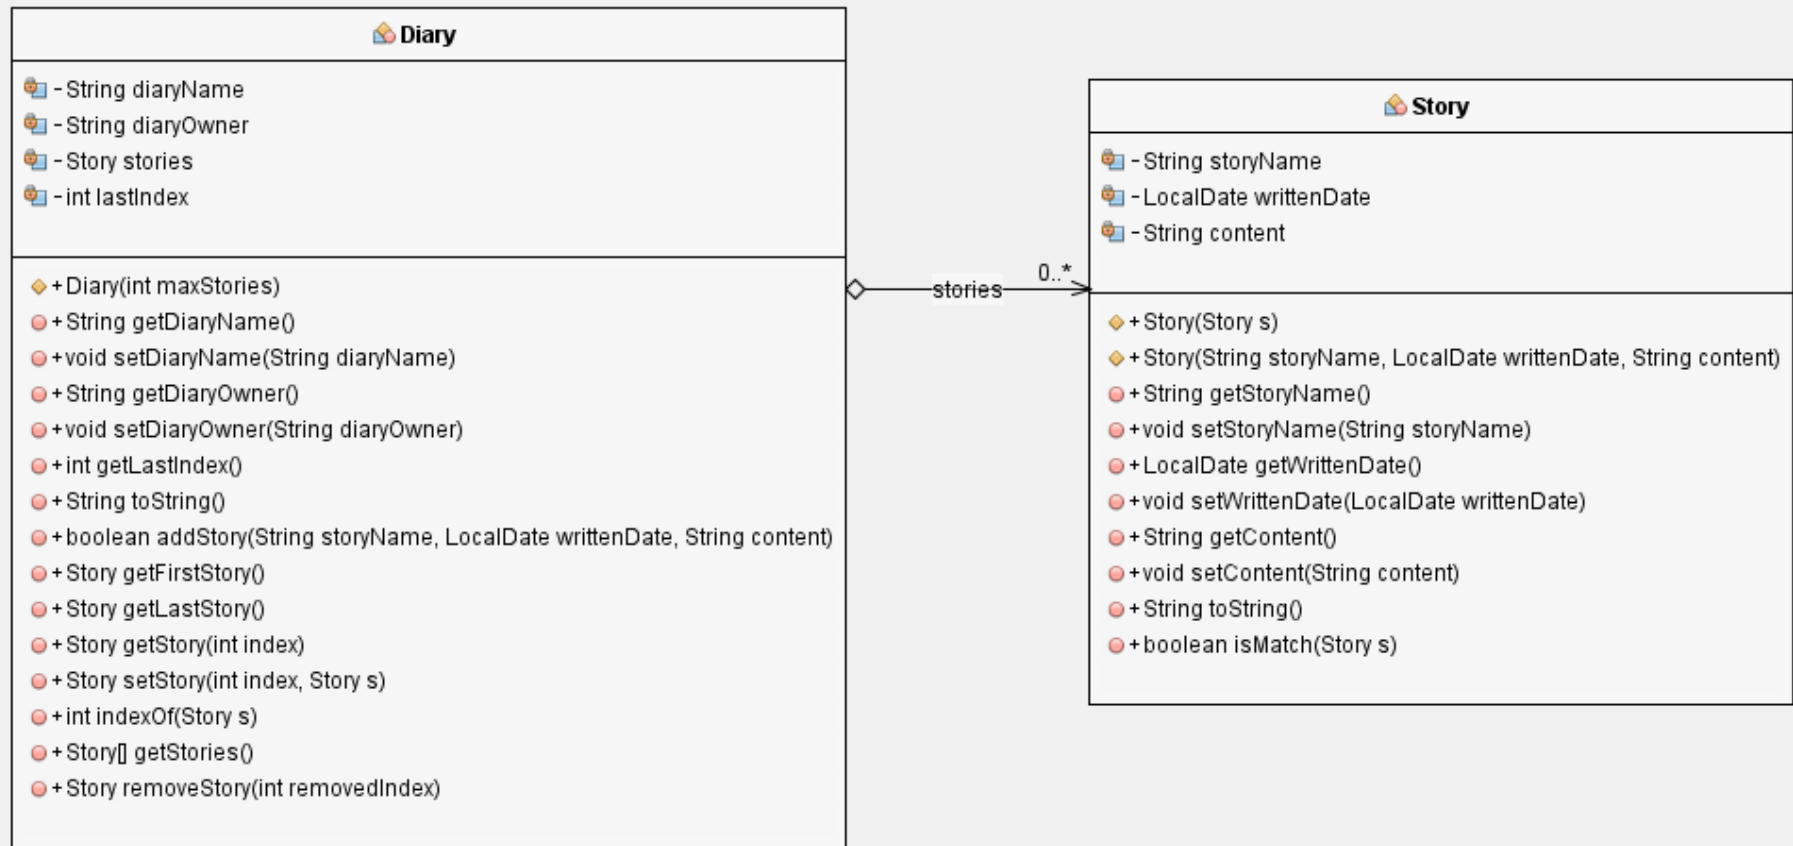 Diary
- String diaryName
- String diaryOwner
- Story stories
- int lastIndex
+ Diary(int maxStories)
+ String getDiaryName()
+ void setDiaryName(String diaryName)
+ String getDiaryOwner()
+ void setDiaryOwner(String diaryOwner)
+ int getLastIndex()
+ String toString()
+ boolean addStory(String storyName, LocalDate writtenDate, String content)
+ Story getFirstStory()
+ Story getLastStory()
+ Story getStory(int index)
+ Story setStory(int index, Story s)
+ int indexOf(Story s)
+ Story[] getStories()
+ Story removeStory(int removedIndex)
stories
0..*
Story
- String storyName
- LocalDate writtenDate
- String content
+ Story(Story s)
+ Story(String storyName, LocalDate writtenDate, String content)
+ String getStoryName()
+ void setStoryName(String storyName)
+ LocalDate getWrittenDate()
+ void setWrittenDate(LocalDate writtenDate)
+ String getContent()
+ void setContent(String content)
+ String toString()
+ boolean isMatch(Story s)